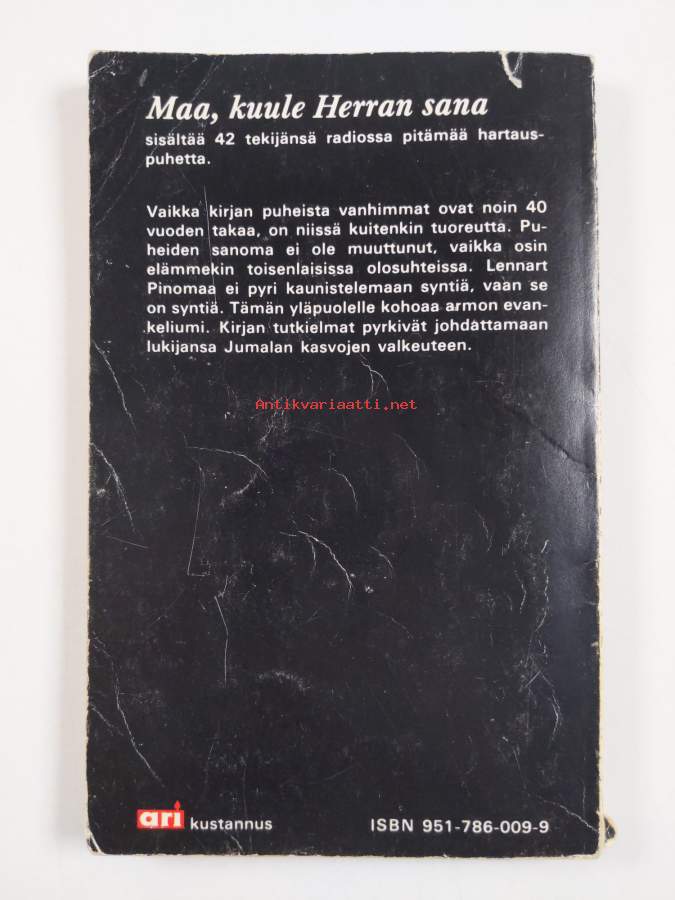 Maa, kuule Herran sana
sisältää 42 tekijänsä radiossa pitämää hartaus-
puhetta.
Vaikka kirjan puheista vanhimmat ovat noin 40
vuoden takaa, on niissä kuitenkin tuoreutta. Pu-
heiden sanoma ei ole muuttunut, vaikka osin
elämmekin toisenlaisissa olosuhteissa. Lennart
Pinomaa ei pyri kaunistelemaan syntiä, vaan se
on syntiä. Tämän yläpuolelle kohoaa armon evan-
keliumi. Kirjan tutkielmat pyrkivät johdattamaan
lukijansa Jumalan kasvojen valkeuteen.
Antikvariaatti.net
ari kustannus
ISBN 951-786-009-9